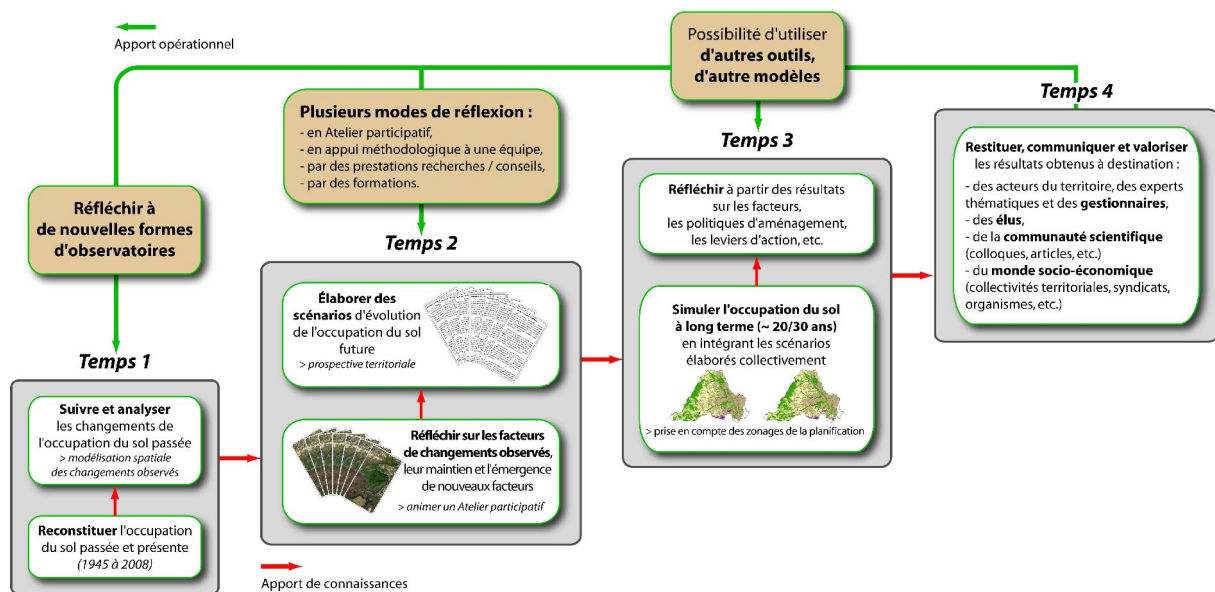 Apport opérationnel
Possibilité d'utiliser
d'autres outils,
d'autre modèles
Plusieurs modes de réflexion :
- en Atelier participatif,
- en appui méthodologique à une équipe,
- par des prestations recherches / conseils,
- par des formations.
Réfléchir à
de nouvelles formes
d'observatoires
Temps 1
Suivre et analyser
les changements de
l'occupation du sol passée
> modélisation spatiale
des changements observés
Reconstituer l'occupation
du sol passée et présente
(1945 à 2008)
Temps 2
Élaborer des
scénarios d'évolution
de l'occupation du sol
future
> prospective territoriale
Réfléchir sur les facteurs
de changements observés,
leur maintien et l'émergence
de nouveaux facteurs
> animer un Atelier participatif
Temps 3
Réfléchir à partir des résultats
sur les facteurs,
les politiques d'aménagement,
les leviers d'action, etc.
Simuler l'occupation du sol
à long terme (~ 20/30 ans)
en intégrant les scénarios
élaborés collectivement
> prise en compte des zonages de la planification
Temps 4
Restituer, communiquer et valoriser
les résultats obtenus à destination :
- des acteurs du territoire, des experts
thématiques et des gestionnaires,
- des élus,
- de la communauté scientifique
(colloques, articles, etc.)
- du monde socio-économique
(collectivités territoriales, syndicats,
organismes, etc.)
Apport de connaissances